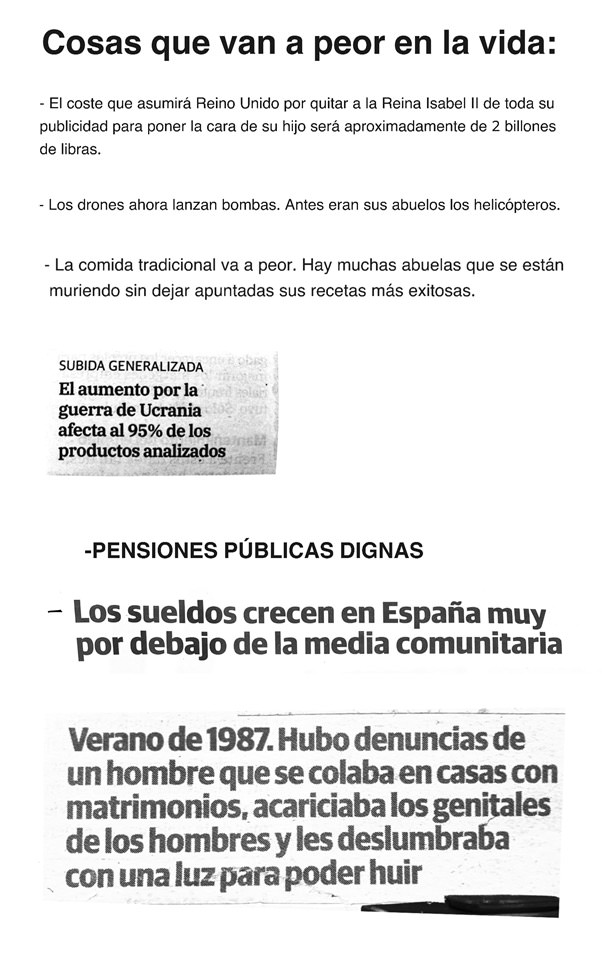 Cosas que van a peor en la vida:
- El coste que asumirá Reino Unido por quitar a la Reina Isabel II de toda su
publicidad para poner la cara de su hijo será aproximadamente de 2 billones
de libras.
- Los drones ahora lanzan bombas. Antes eran sus abuelos los helicópteros.
- La comida tradicional va a peor. Hay muchas abuelas que se están
muriendo sin dejar apuntadas sus recetas más exitosas.
SUBIDA GENERALIZADA
El aumento por la
guerra de Ucrania
afecta al 95% de los
productos analizados
-PENSIONES PÚBLICAS DIGNAS
- Los sueldos crecen en España muy
por debajo de la media comunitaria
Verano de 1987. Hubo denuncias de
un hombre que se colaba en casas con
matrimonios, acariciaba los genitales
de los hombres y les deslumbraba
con una luz para poder huir